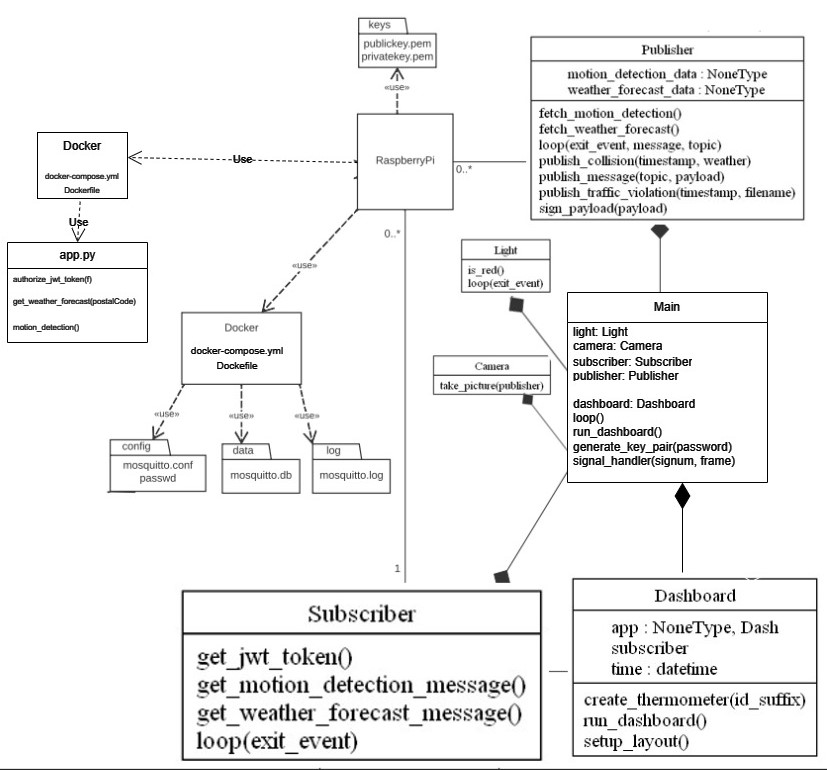 keys
publickey.pem
privatekey.pem
«use»
Publisher
motion_detection_data : NoneType
weather_forecast_data : NoneType
fetch_motion_detection()
fetch_weather_forecast()
loop(exit_event, message, topic)
publish_collision(timestamp, weather)
publish_message(topic, payload)
publish_traffic_violation(timestamp, filename)
sign_payload(payload)
RaspberryPi
0..*
Docker
docker-compose.yml
Dockerfile
Use
Use
app.py
authorize_jwt_token(f)
get_weather_forecast(postalCode)
motion_detection()
0..*
«use»
Light
is_red()
loop(exit_event)
Main
light: Light
camera: Camera
subscriber: Subscriber
publisher: Publisher
dashboard: Dashboard
loop()
run_dashboard()
generate_key_pair(password)
signal_handler(signum, frame)
Docker
docker-compose.yml
Dockefile
Camera
take_picture(publisher)
«use»
«use»
«use»
config
mosquitto.conf
passwd
data
mosquitto.db
log
mosquitto.log
1
Subscriber
get_jwt_token()
get_motion_detection_message()
get_weather_forecast_message()
loop(exit_event)
Dashboard
app : NoneType, Dash
subscriber
time : datetime
create_thermometer(id_suffix)
run_dashboard()
setup_layout()